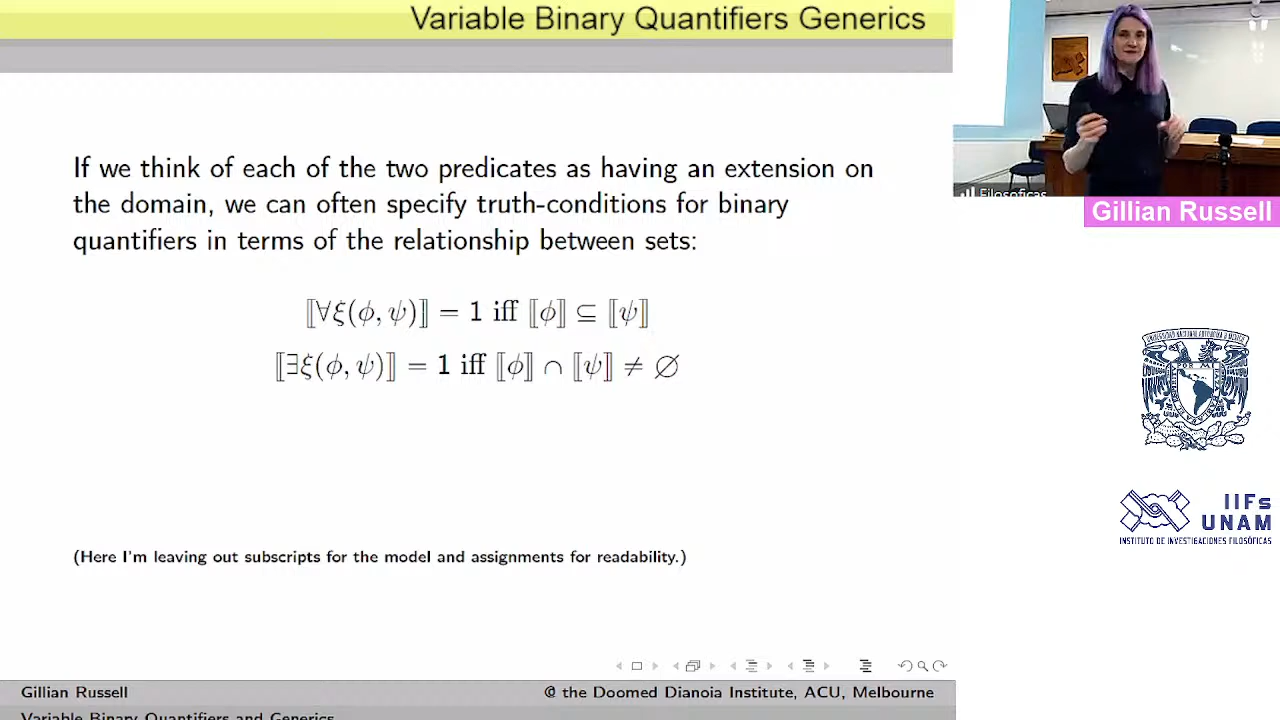 Variable Binary Quantifiers Generics
If we think of each of the two predicates as having an extension on
the domain, we can often specify truth-conditions for binary
quantifiers in terms of the relationship between sets:
⟦∀ξ(ϕ, ψ)⟧ = 1 iff ⟦ϕ⟧ ⊆ ⟦ψ⟧
⟦∃ξ(ϕ, ψ)⟧ = 1 iff ⟦ϕ⟧ ∩ ⟦ψ⟧ ≠ ∅
(Here I'm leaving out subscripts for the model and assignments for readability.)
Gillian Russell
@ the Doomed Dianoia Institute, ACU, Melbourne
Variable Binary Quantifiers and Generics
Filosoficas
Gillian Russell
IIFs
UNAM
INSTITUTO DE INVESTIGACIONES FILOSÓFICAS